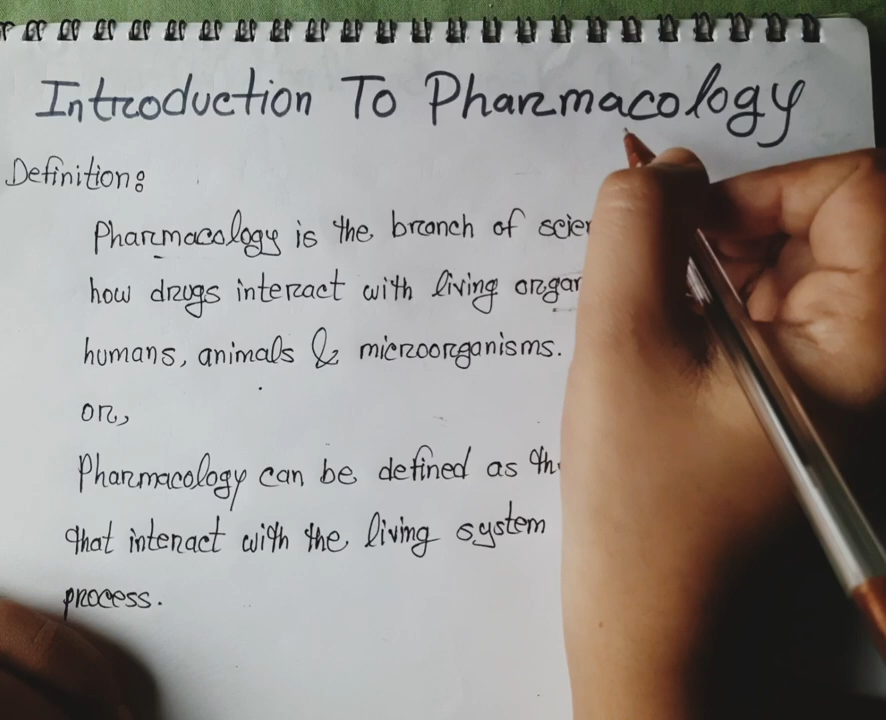 Introduction To Pharmacology
Definition:
Pharmacology is the branch of
how drugs interact with living
humans, animals & microorganisms.
or,
Pharmacology can be defined as
that interact with the living system
process.